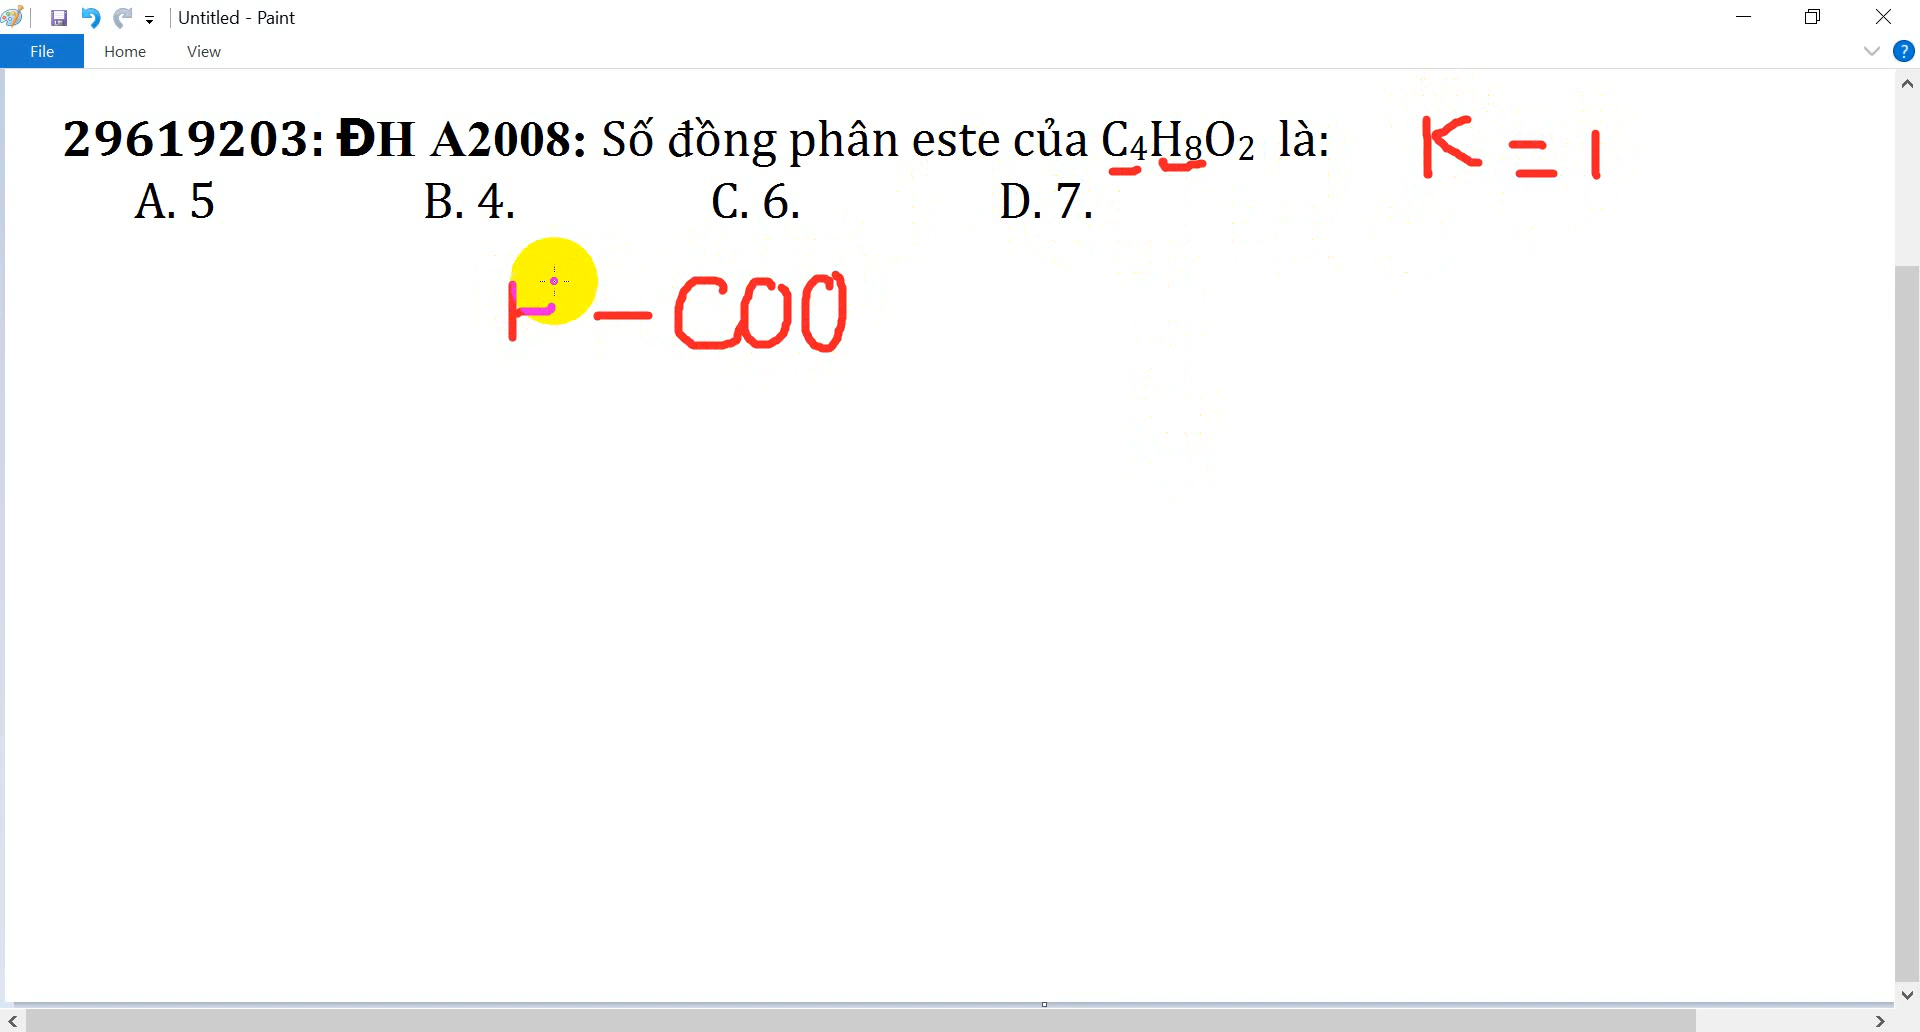 Untitled - Paint
File Home View
29619203: ĐH A2008: Số đồng phân este của C₄H₈O₂ là: K = 1
A. 5 B. 4. C. 6. D. 7.
H - COO